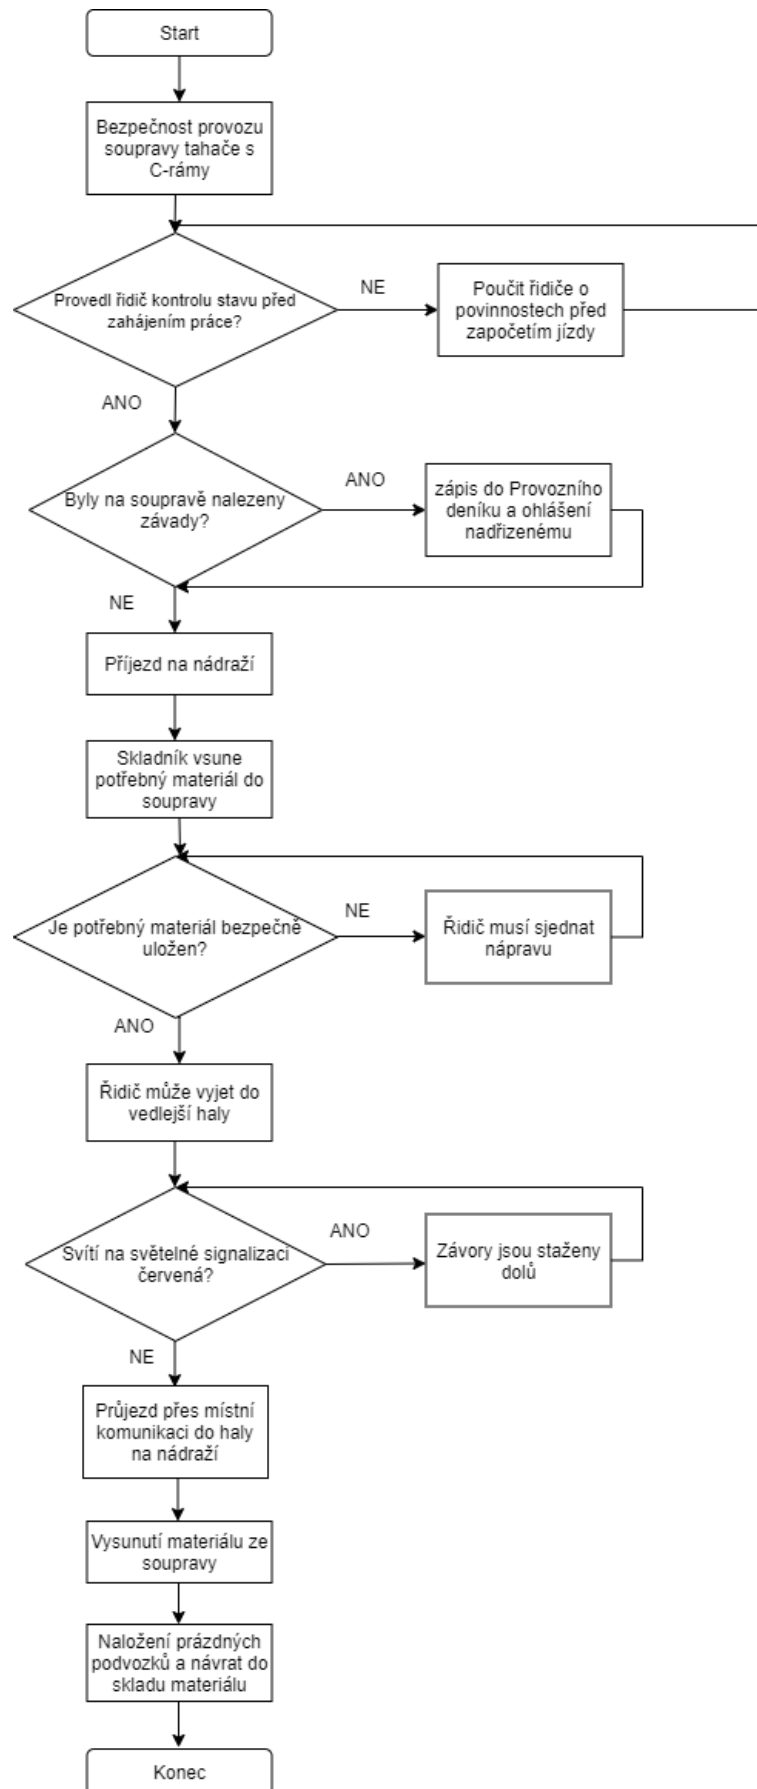 Start
Bezpečnost provozu
soupravy tahače s
C-rámy
Provedl řidič kontrolu stavu před
zahájením práce?
NE
Poučit řidiče o
povinnostech před
započetím jízdy
ANO
Byly na soupravě nalezeny
závady?
ANO
zápis do Provozního
deníku a ohlášení
nadřizenému
NE
Příjezd na nádraží
Skladník vsune
potřebný materiál do
soupravy
Je potřebný materiál bezpečně
uložen?
NE
Řidič musí sjednat
nápravu
ANO
Řidič může vyjet do
vedlejší haly
Svítí na světelné signalizaci
červená?
ANO
Závory jsou staženy
dolů
NE
Průjezd přes místní
komunikaci do haly
na nádraží
Vysunutí materiálu ze
soupravy
Naložení prázdných
podvozků a návrat do
skladu materiálu
Konec